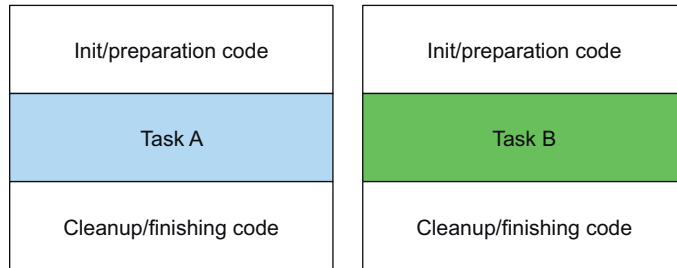 Init/preparation code
Init/preparation code
Task A
Task B
Cleanup/finishing code
Cleanup/finishing code